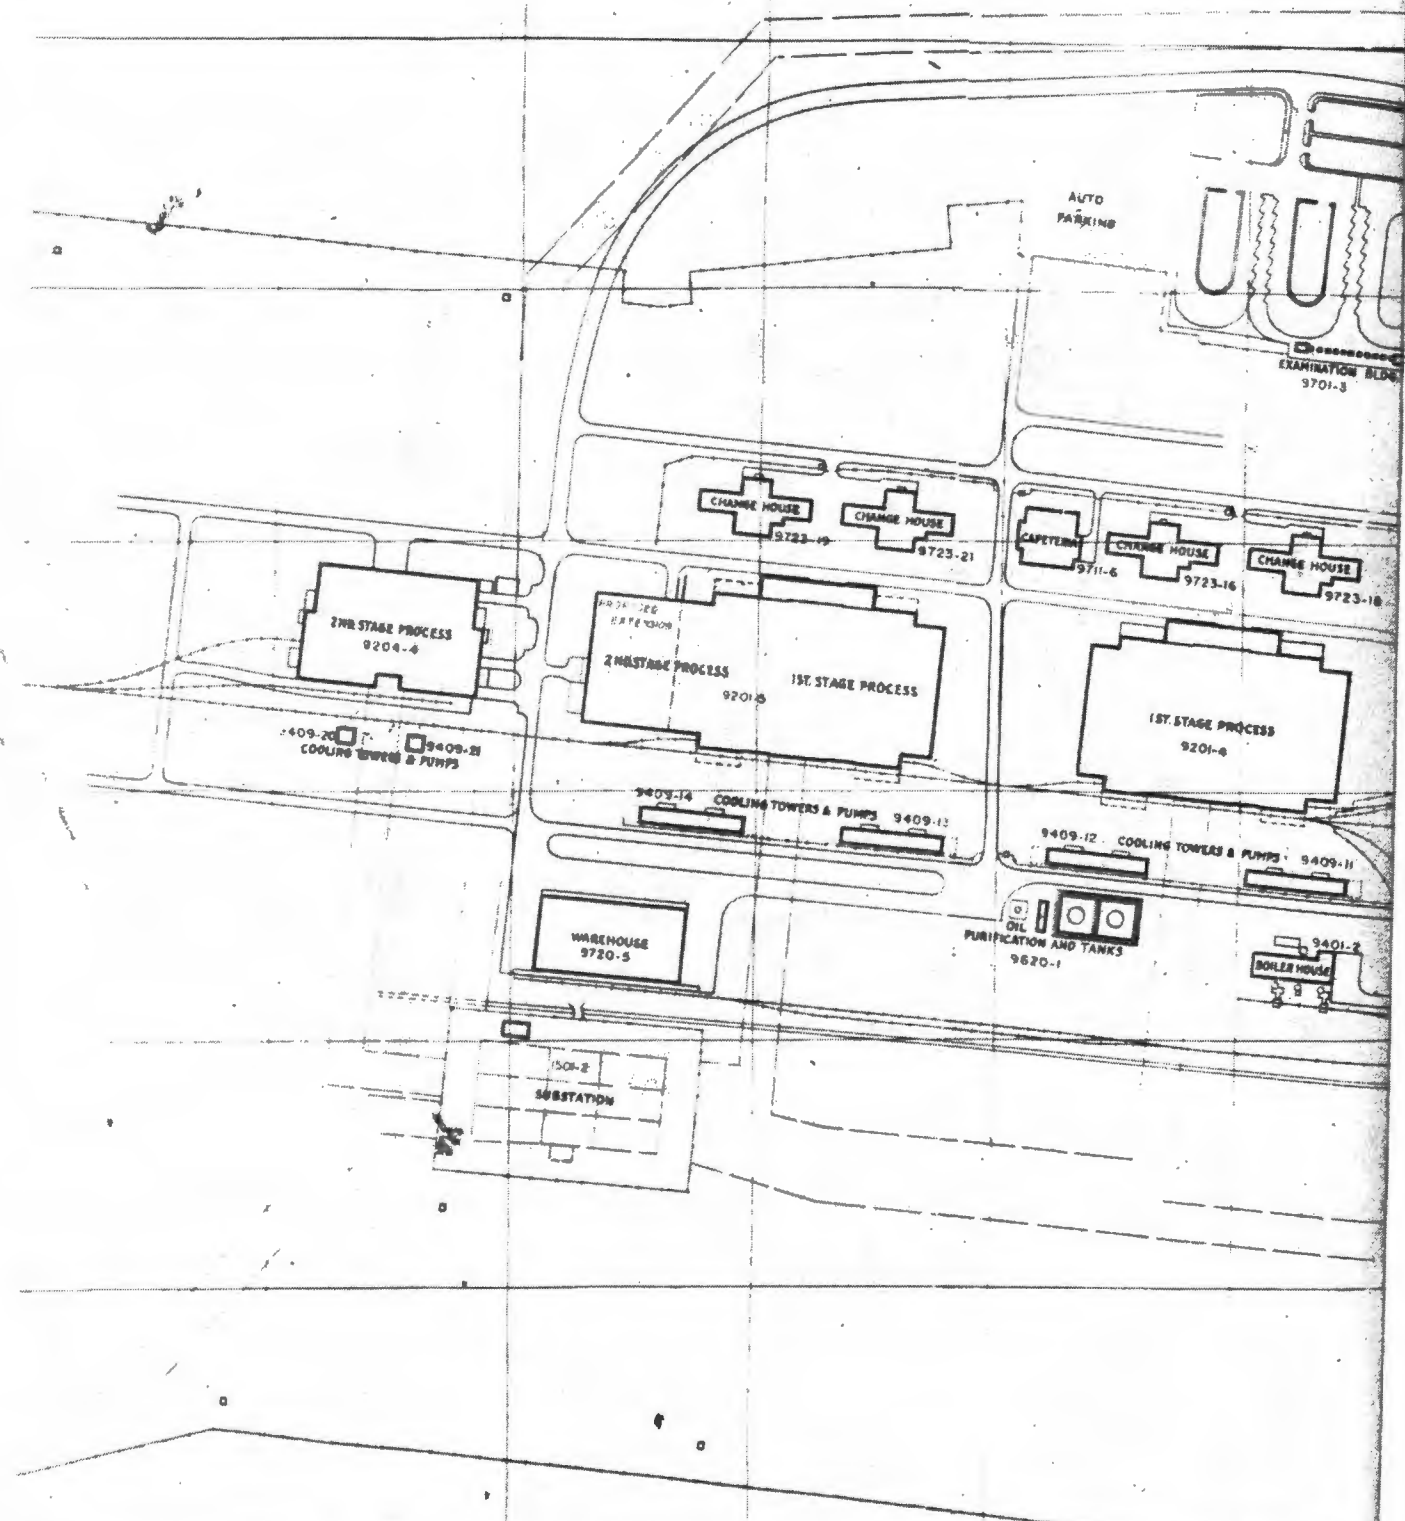 AUTO
PARKING
EXAMINATION BLDG.
9701-3
CHANGE HOUSE
9723-19
CHANGE HOUSE
9723-21
CAFETERIA
9711-6
CHANGE HOUSE
9723-16
CHANGE HOUSE
9723-18
2ND. STAGE PROCESS
9204-4
PROPOSED
EXTENSION
2ND. STAGE PROCESS
1ST. STAGE PROCESS
9201-5
1ST. STAGE PROCESS
9201-4
409-20
9409-21
COOLING TOWERS & PUMPS
9409-14
COOLING TOWERS & PUMPS
9409-13
9409-12
COOLING TOWERS & PUMPS
9409-11
WAREHOUSE
9720-5
OIL
PURIFICATION AND TANKS
9620-1
9401-2
BOILER HOUSE
1501-2
SUBSTATION